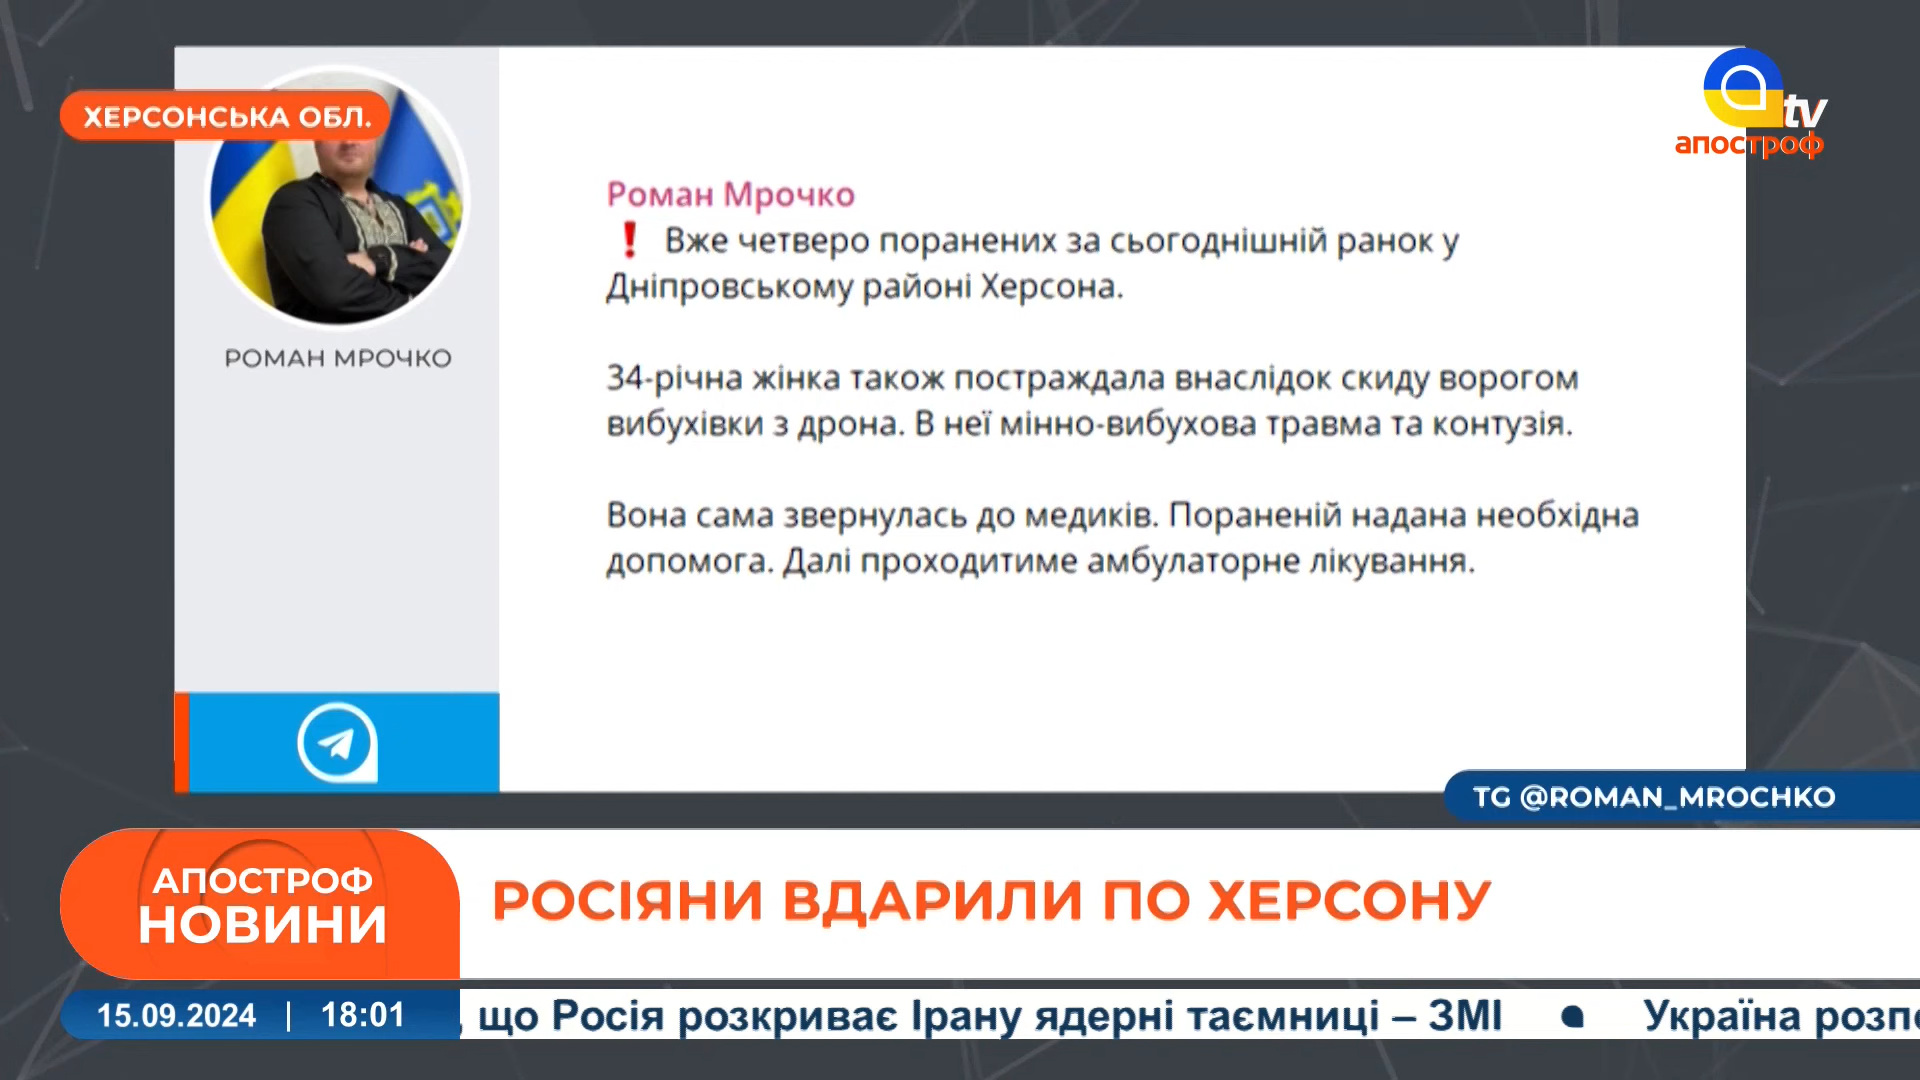 ХЕРСОНСЬКА ОБЛ.
tv
апостроф
РОМАН МРОЧКО
Роман Мрочко
❗ Вже четверо поранених за сьогоднішній ранок у
Дніпровському районі Херсона.
34-річна жінка також постраждала внаслідок скиду ворогом
вибухівки з дрона. В неї мінно-вибухова травма та контузія.
Вона сама звернулась до медиків. Пораненій надана необхідна
допомога. Далі проходитиме амбулаторне лікування.
TG @ROMAN_MROCHKO
АПОСТРОФ
НОВИНИ
РОСІЯНИ ВДАРИЛИ ПО ХЕРСОНУ
15.09.2024 | 18:01
, що Росія розкриває Ірану ядерні таємниці – ЗМІ
Україна